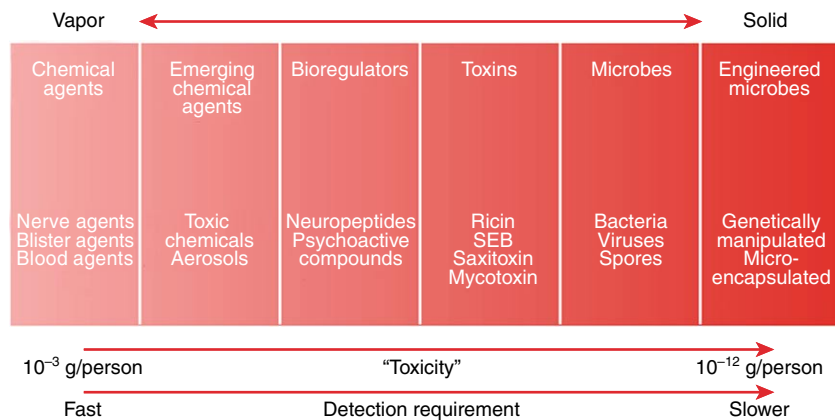 Vapor
Solid
Chemical
agents
Emerging
chemical
agents
Bioregulators
Toxins
Microbes
Engineered
microbes
Nerve agents
Blister agents
Blood agents
Toxic
chemicals
Aerosols
Neuropeptides
Psychoactive
compounds
Ricin
SEB
Saxitoxin
Mycotoxin
Bacteria
Viruses
Spores
Genetically
manipulated
Micro-
encapsulated
10⁻³ g/person
“Toxicity”
10⁻¹² g/person
Fast
Detection requirement
Slower